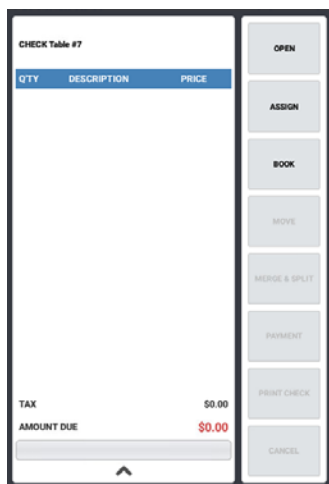 CHECK Table #7
Q'TY DESCRIPTION PRICE
TAX $0.00
AMOUNT DUE $0.00
OPEN
ASSIGN
BOOK
MOVE
MERGE & SPLIT
PAYMENT
PRINT CHECK
CANCEL